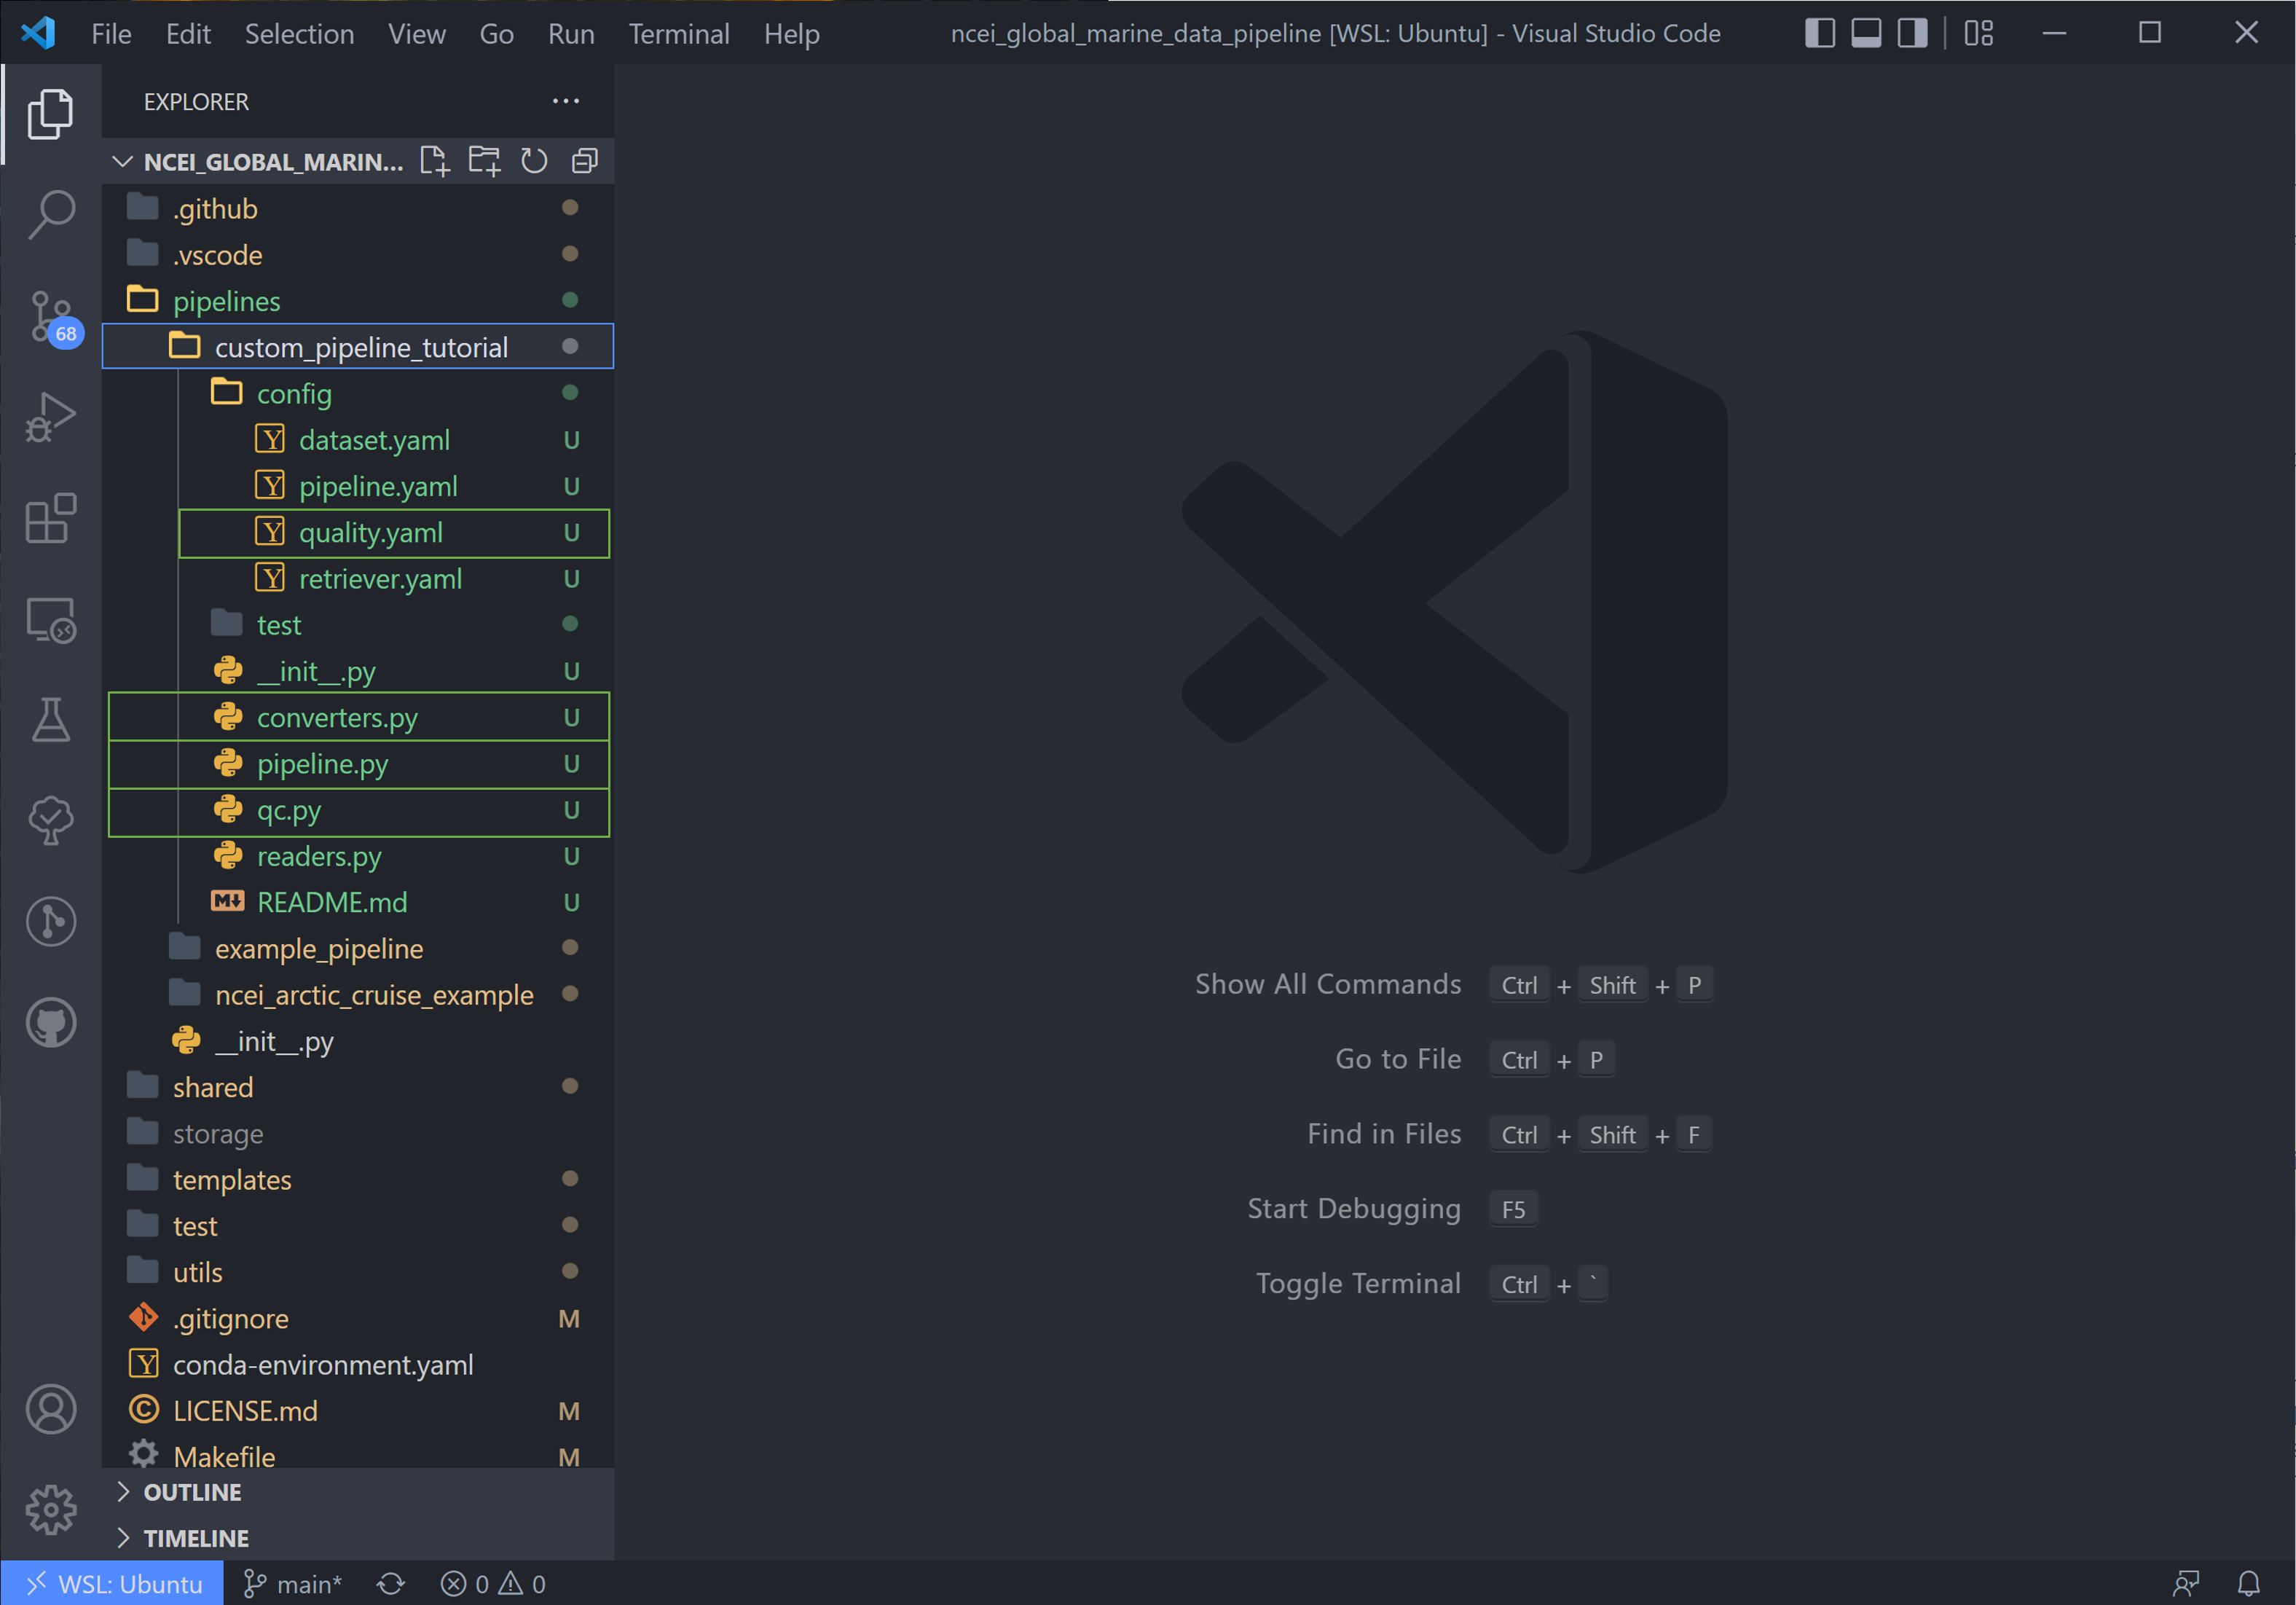 File Edit Selection View Go Run Terminal Help ncei_global_marine_data_pipeline [WSL: Ubuntu] - Visual Studio Code
EXPLORER ...
NCEI_GLOBAL_MARIN...
.github
.vscode
pipelines
68
custom_pipeline_tutorial
config
dataset.yaml U
pipeline.yaml U
quality.yaml U
retriever.yaml U
test
__init__.py U
converters.py U
pipeline.py U
qc.py U
readers.py U
README.md U
example_pipeline
ncei_arctic_cruise_example
__init__.py
shared
storage
templates
test
utils
.gitignore M
conda-environment.yaml
LICENSE.md M
Makefile M
OUTLINE
TIMELINE
Show All Commands Ctrl + Shift + P
Go to File Ctrl + P
Find in Files Ctrl + Shift + F
Start Debugging F5
Toggle Terminal Ctrl + `
WSL: Ubuntu main* 0 0